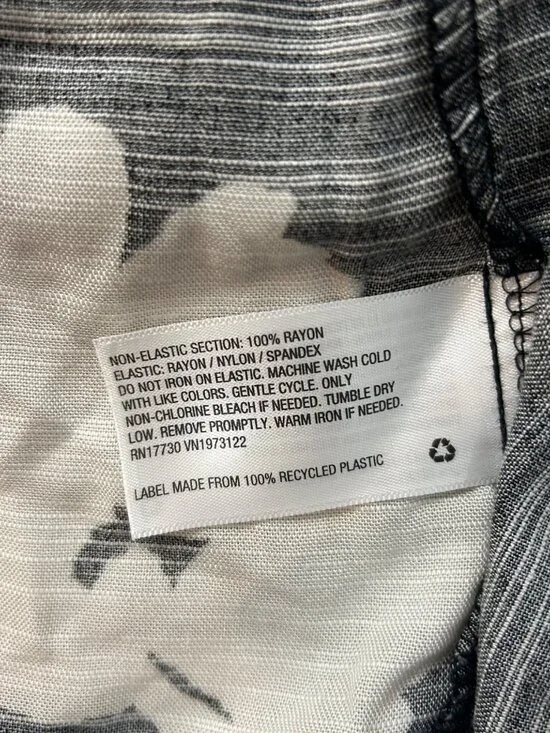 NON-ELASTIC SECTION: 100% RAYON
ELASTIC: RAYON / NYLON / SPANDEX
DO NOT IRON ON ELASTIC. MACHINE WASH COLD
WITH LIKE COLORS. GENTLE CYCLE. ONLY
NON-CHLORINE BLEACH IF NEEDED. TUMBLE DRY
LOW. REMOVE PROMPTLY. WARM IRON IF NEEDED.
RN17730 VN1973122
LABEL MADE FROM 100% RECYCLED PLASTIC